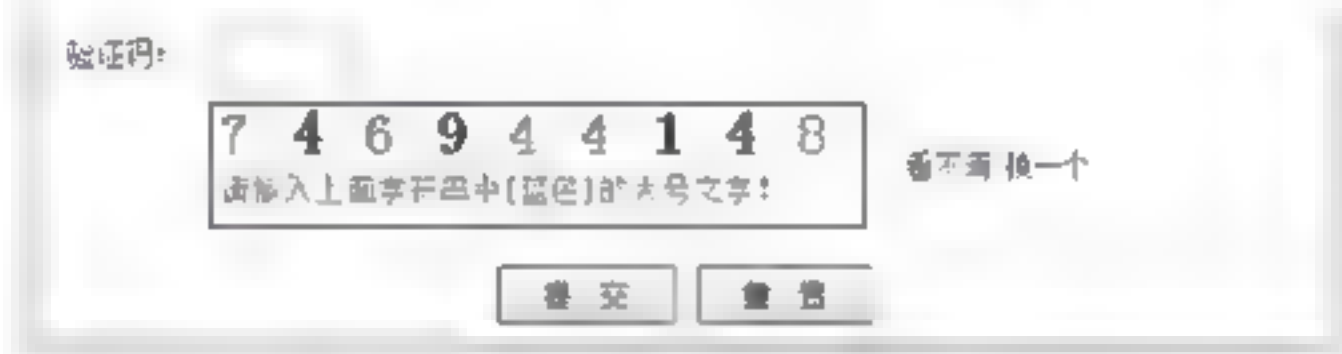 验证码:
7 4 6 9 4 4 1 4 8
请输入上面字符串中(蓝色)的大号文字!
看不清 换一个
提 交
重 置